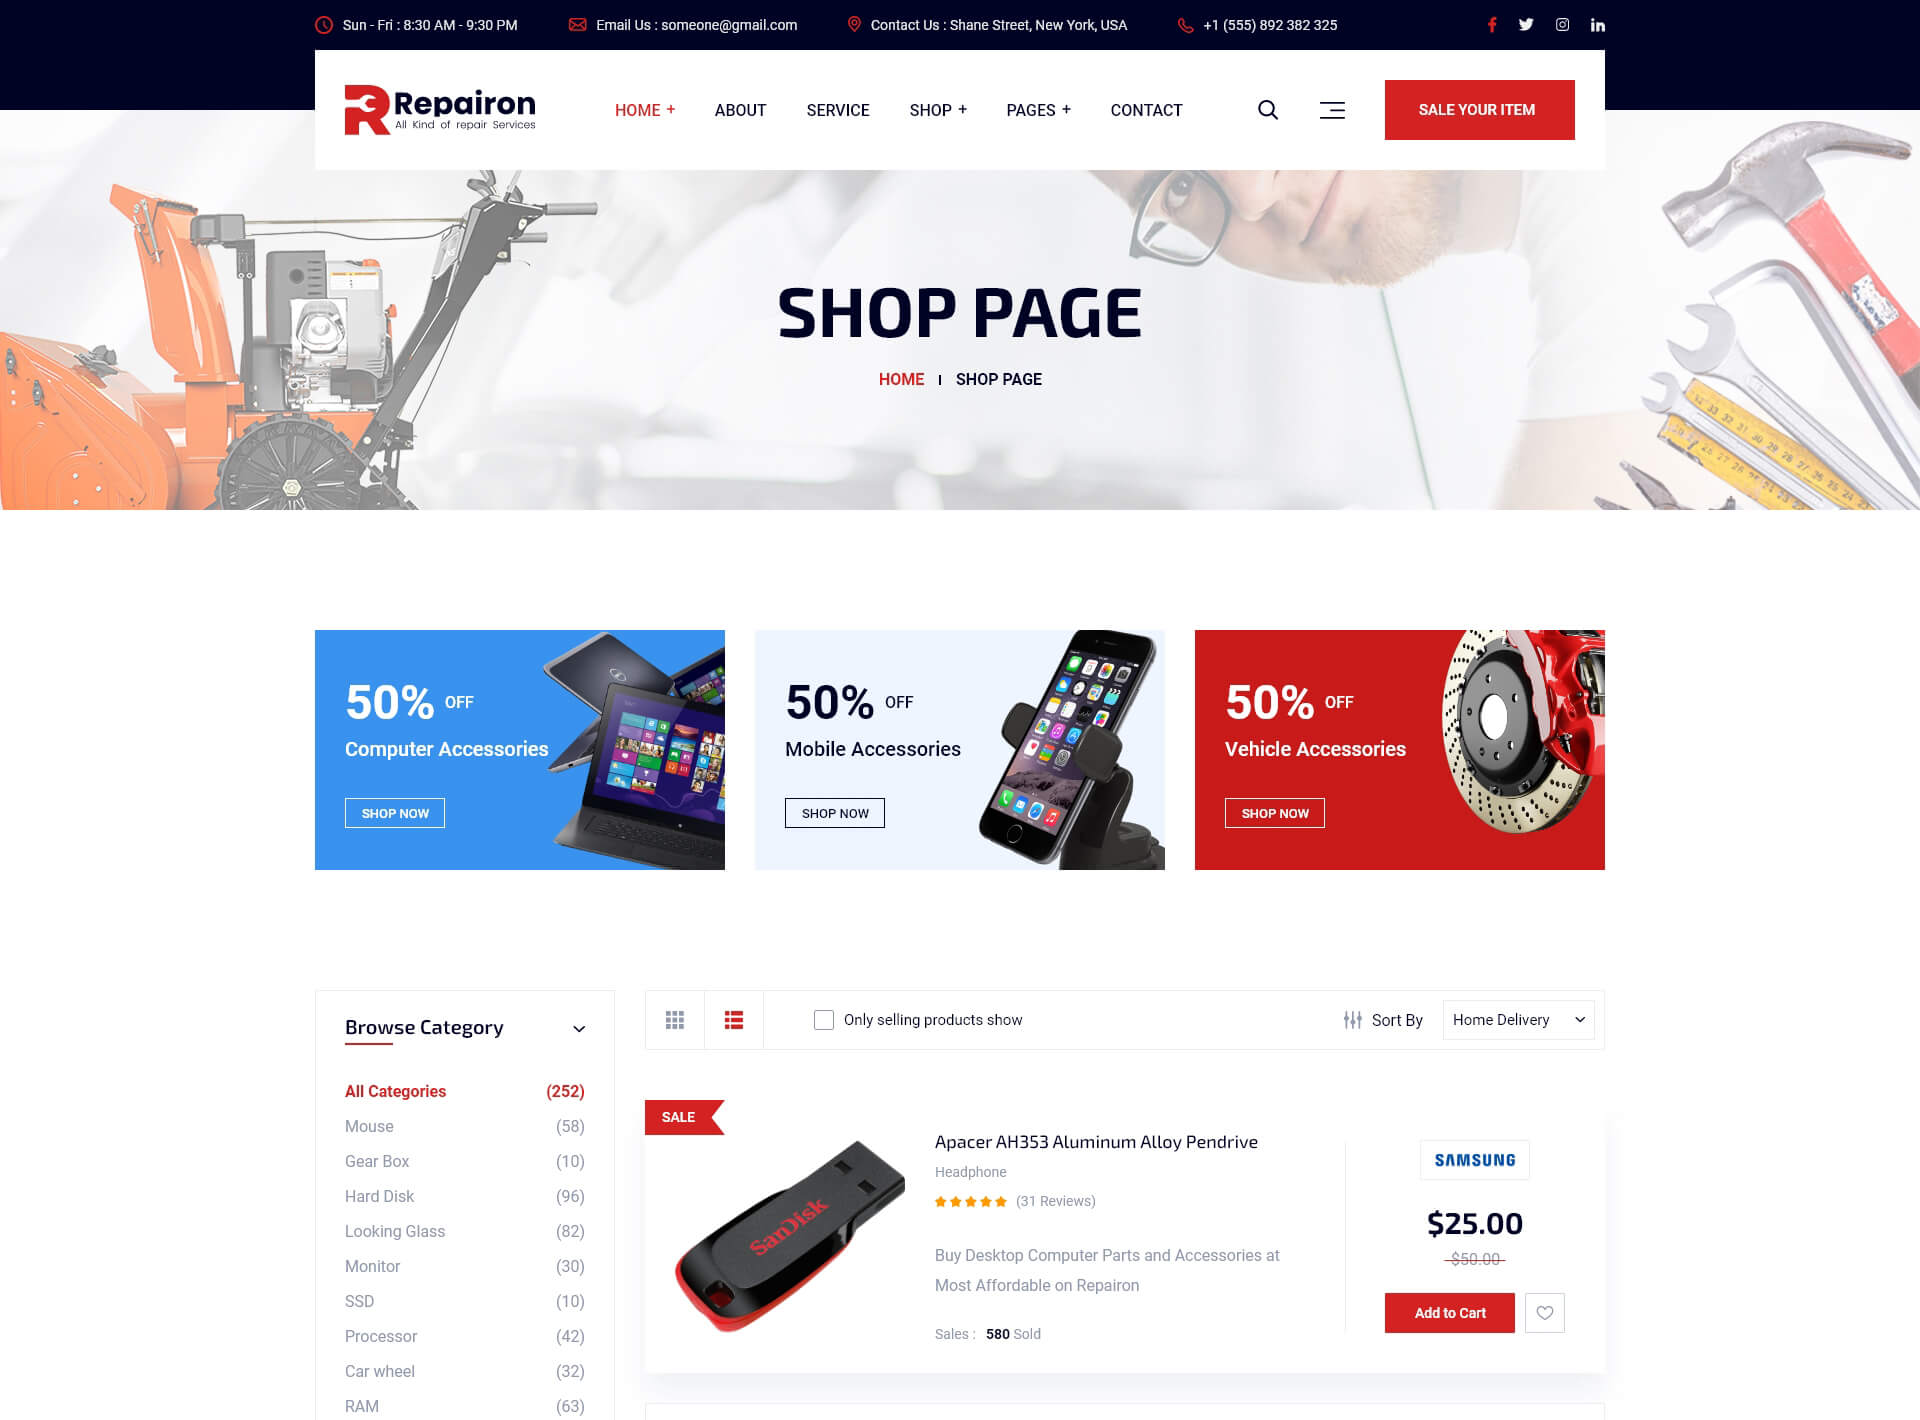 Sun - Fri : 8:30 AM - 9:30 PM Email Us : someone@gmail.com Contact Us : Shane Street, New York, USA +1 (555) 892 382 325
Repairon
All Kind of repair Services
HOME + ABOUT SERVICE SHOP + PAGES + CONTACT SALE YOUR ITEM
SHOP PAGE
HOME SHOP PAGE
50% OFF
Computer Accessories
SHOP NOW
50% OFF
Mobile Accessories
SHOP NOW
50% OFF
Vehicle Accessories
SHOP NOW
Browse Category
All Categories (252)
Mouse (58)
Gear Box (10)
Hard Disk (96)
Looking Glass (82)
Monitor (30)
SSD (10)
Processor (42)
Car wheel (32)
RAM (63)
Only selling products show Sort By Home Delivery
SALE
SanDisk
Apacer AH353 Aluminum Alloy Pendrive
Headphone
(31 Reviews)
Buy Desktop Computer Parts and Accessories at
Most Affordable on Repairon
Sales : 580 Sold
SAMSUNG
$25.00
$50.00
Add to Cart